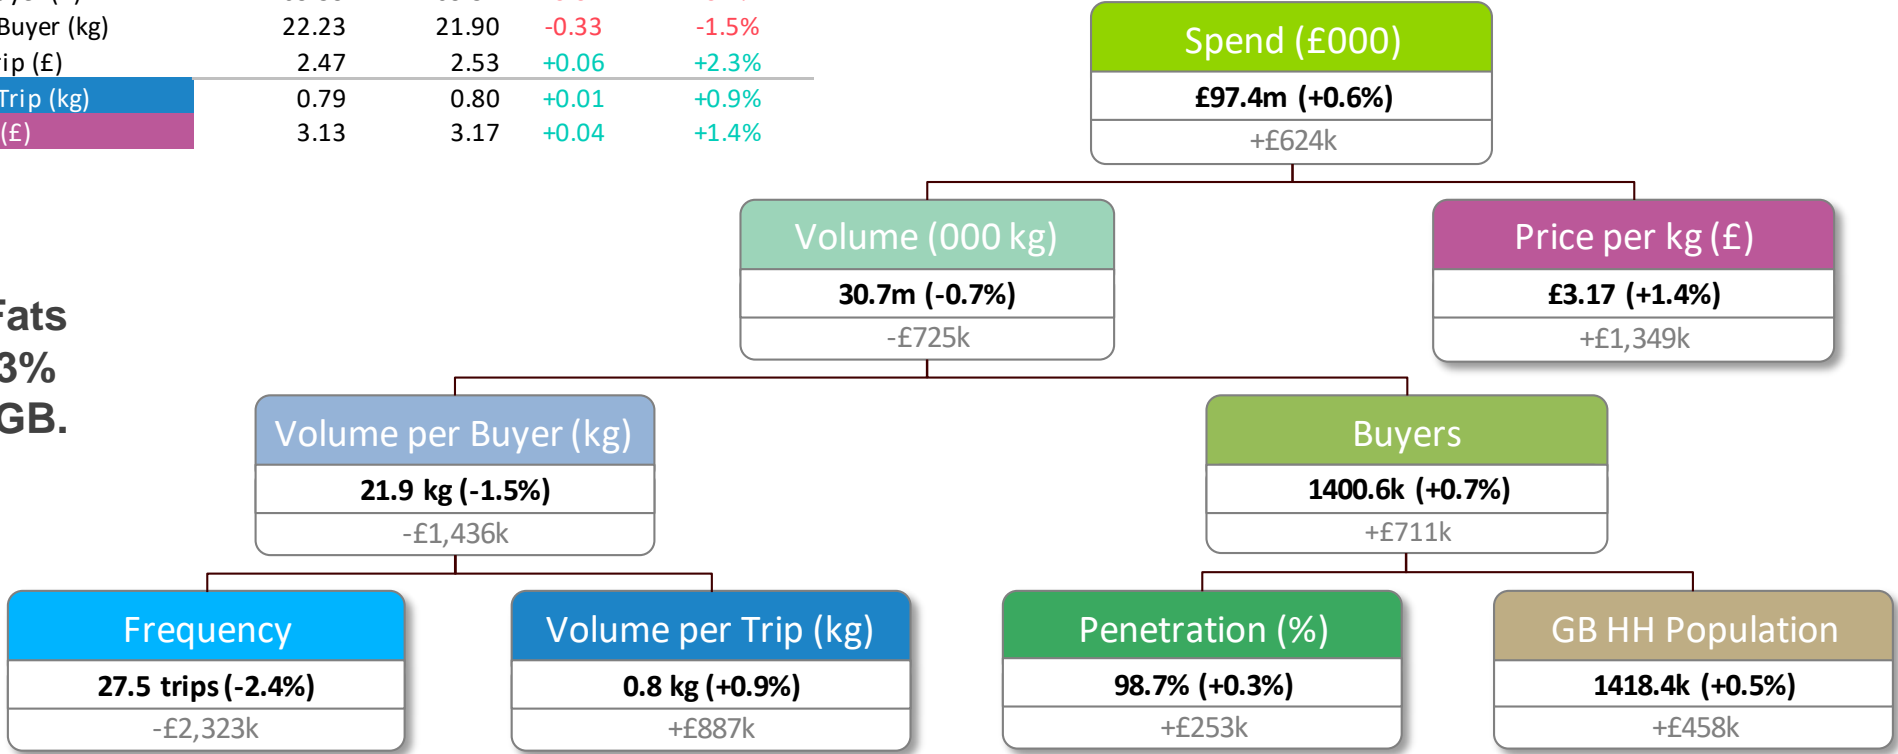 Buyer (kg) 22.23 21.90 -0.33 -1.5%
rip (£) 2.47 2.53 +0.06 +2.3%
Trip (kg) 0.79 0.80 +0.01 +0.9%
(£) 3.13 3.17 +0.04 +1.4%
Spend (£000)
£97.4m (+0.6%)
+£624k
Volume (000 kg)
30.7m (-0.7%)
-£725k
Price per kg (£)
£3.17 (+1.4%)
+£1,349k
Fats
3%
GB.
Volume per Buyer (kg)
21.9 kg (-1.5%)
-£1,436k
Buyers
1400.6k (+0.7%)
+£711k
Frequency
27.5 trips (-2.4%)
-£2,323k
Volume per Trip (kg)
0.8 kg (+0.9%)
+£887k
Penetration (%)
98.7% (+0.3%)
+£253k
GB HH Population
1418.4k (+0.5%)
+£458k